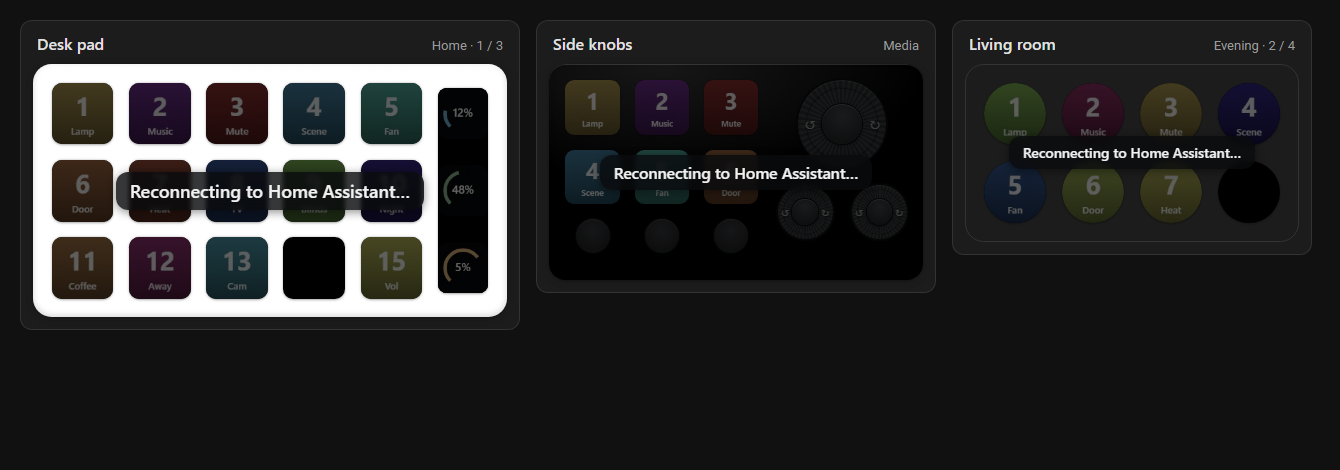 Desk pad
Home · 1 / 3
1
Lamp
2
Music
3
Mute
4
Scene
5
Fan
12%
6
Door
Reconnecting to Home Assistant...
48%
11
Coffee
12
Away
13
Cam
15
Vol
5%
Side knobs
Media
1
Lamp
2
Music
3
Mute
4
Scene
Fan
Door
Reconnecting to Home Assistant...
Living room
Evening · 2 / 4
1
Lamp
2
Music
3
Mute
4
Scene
Reconnecting to Home Assistant...
5
Fan
6
Door
7
Heat